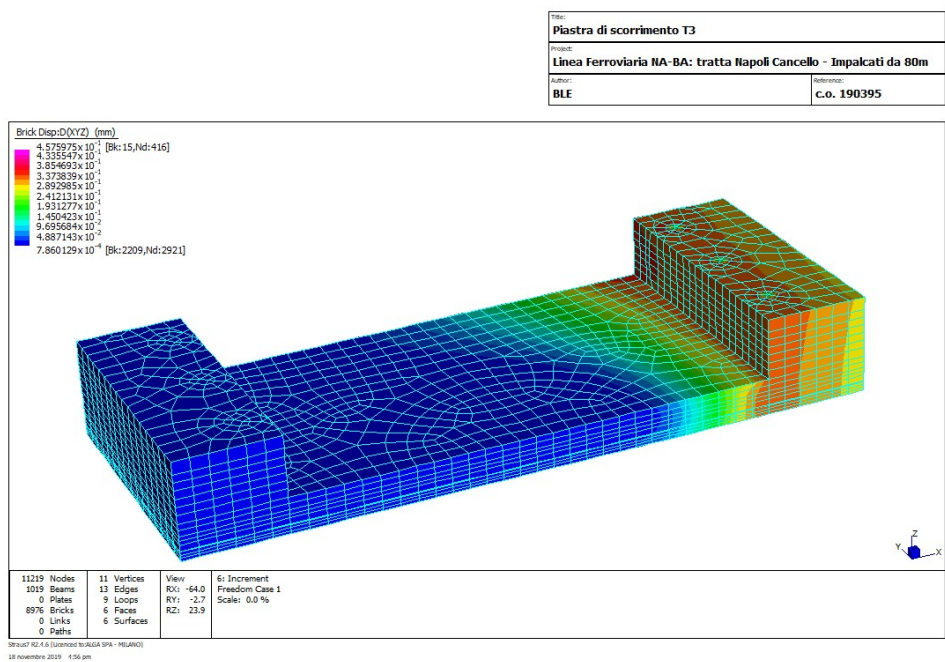 Title:
Piastra di scorrimento T3
Project:
Linea Ferroviaria NA-BA: tratta Napoli Cancello - Impalcati da 80m
Author:
BLE
Reference:
c.o. 190395
Brick Disp:D(XYZ) (mm)
4.575975x10-1 [Bk:15,Nd:416]
4.335547x10-1
3.854693x10-1
3.373839x10-1
2.892985x10-1
2.412131x10-1
1.931277x10-1
1.450423x10-1
9.695684x10-2
4.887143x10-2
7.860129x10-4 [Bk:2209,Nd:2921]
Z
Y
X
11219 Nodes
1019 Beams
0 Plates
8976 Bricks
0 Links
0 Paths
11 Vertices
13 Edges
9 Loops
6 Faces
6 Surfaces
View
RX: -64.0
RY: -2.7
RZ: 23.9
6: Increment
Freedom Case 1
Scale: 0.0 %
Straus7 R2.4.6 [Licenced to:ALGA SPA - MILANO]
18 novembre 2019 4:56 pm